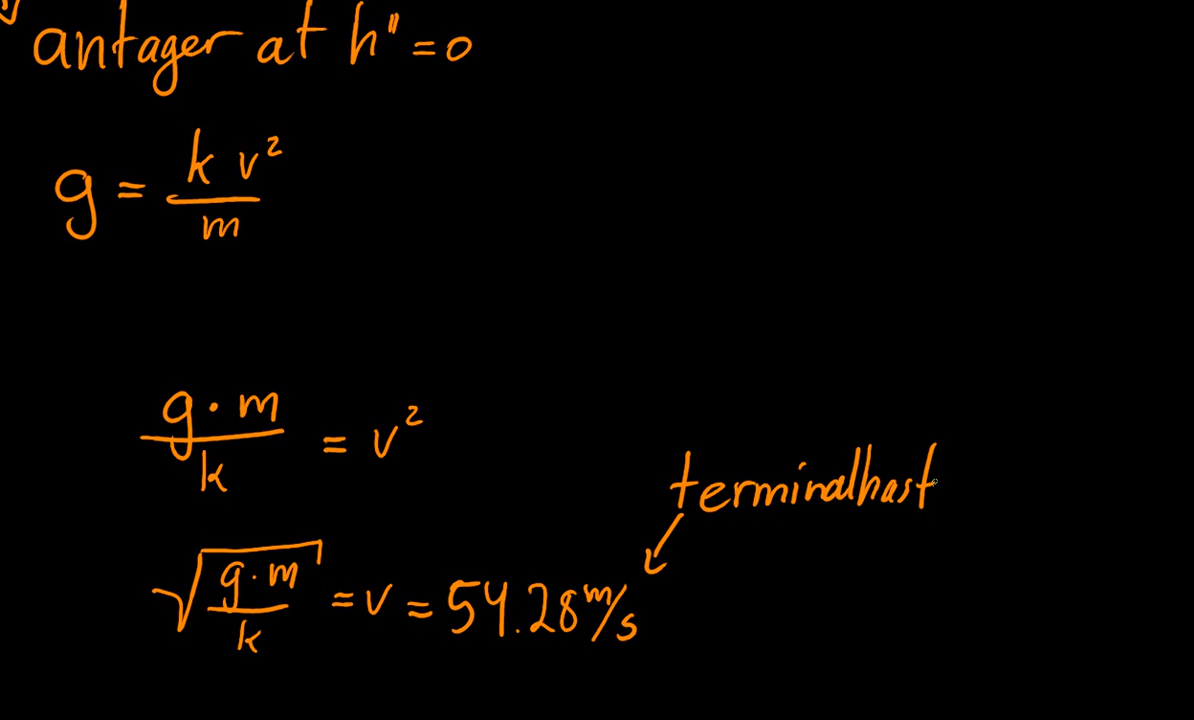 antager at h" = 0
g = k v² / m
g · m / k = v²
terminalhast
√(g · m / k) = v = 54.28 m/s